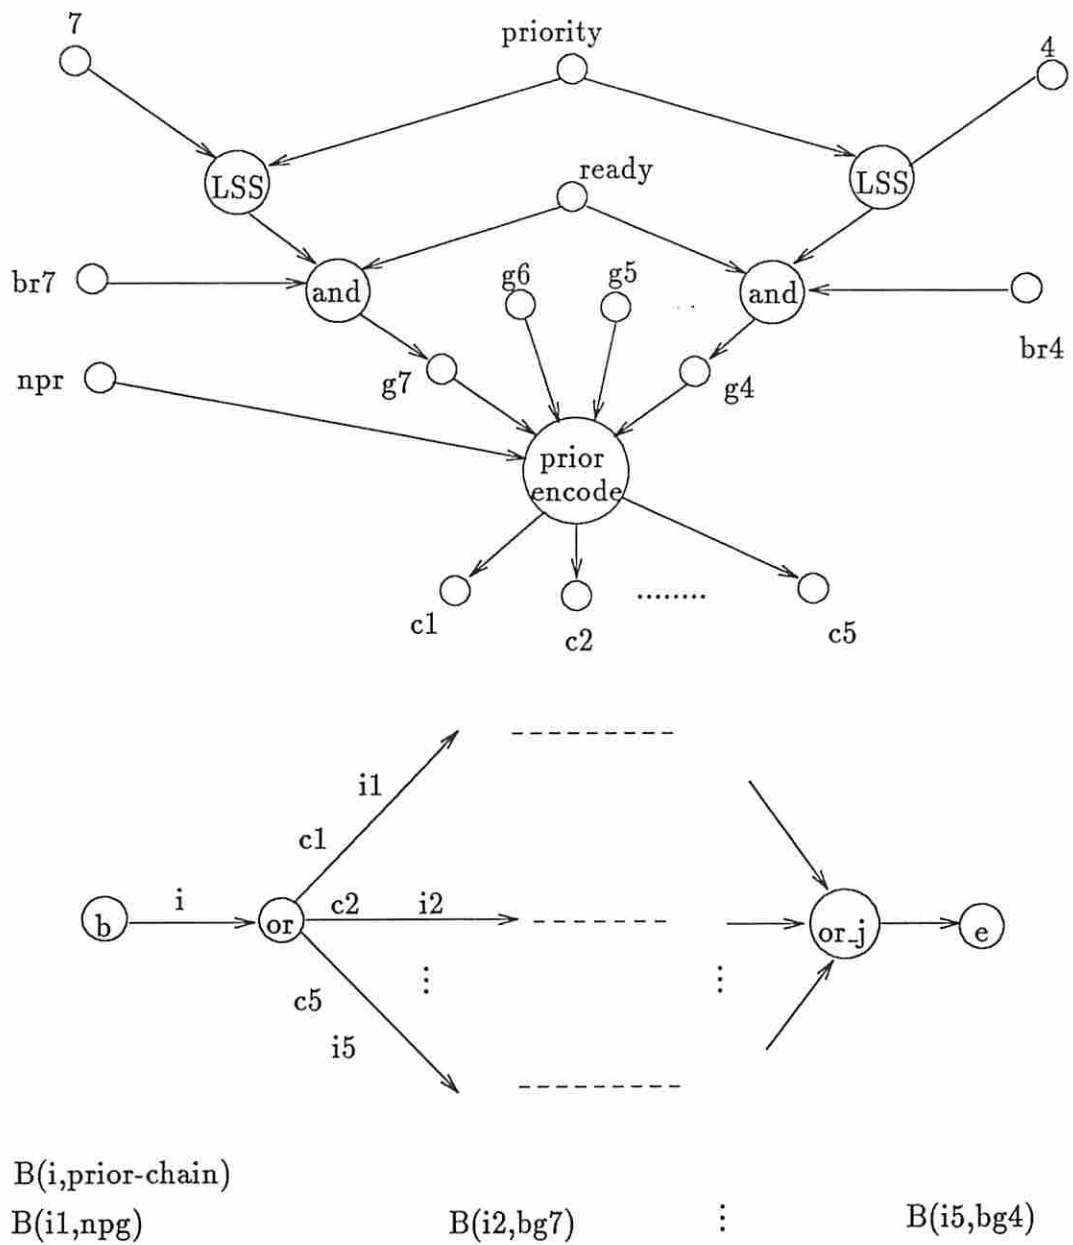 7
priority
4
LSS
ready
LSS
br7
and
g6
g5
and
br4
npr
g7
g4
prior
encode
c1
c2
........
c5
i1
c1
b
i
or
c2
i2
or_j
e
c5
i5
B(i,prior-chain)
B(i1,npg)
B(i2,bg7)
B(i5,bg4)